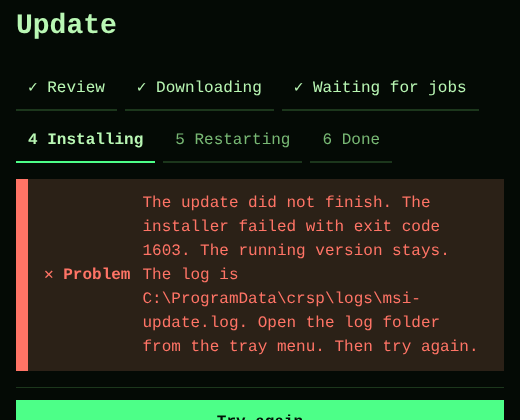 Update
✓ Review ✓ Downloading ✓ Waiting for jobs
4 Installing 5 Restarting 6 Done
The update did not finish. The
installer failed with exit code
1603. The running version stays.
× Problem The log is
C:\ProgramData\crsp\logs\msi-
update.log. Open the log folder
from the tray menu. Then try again.
Try again